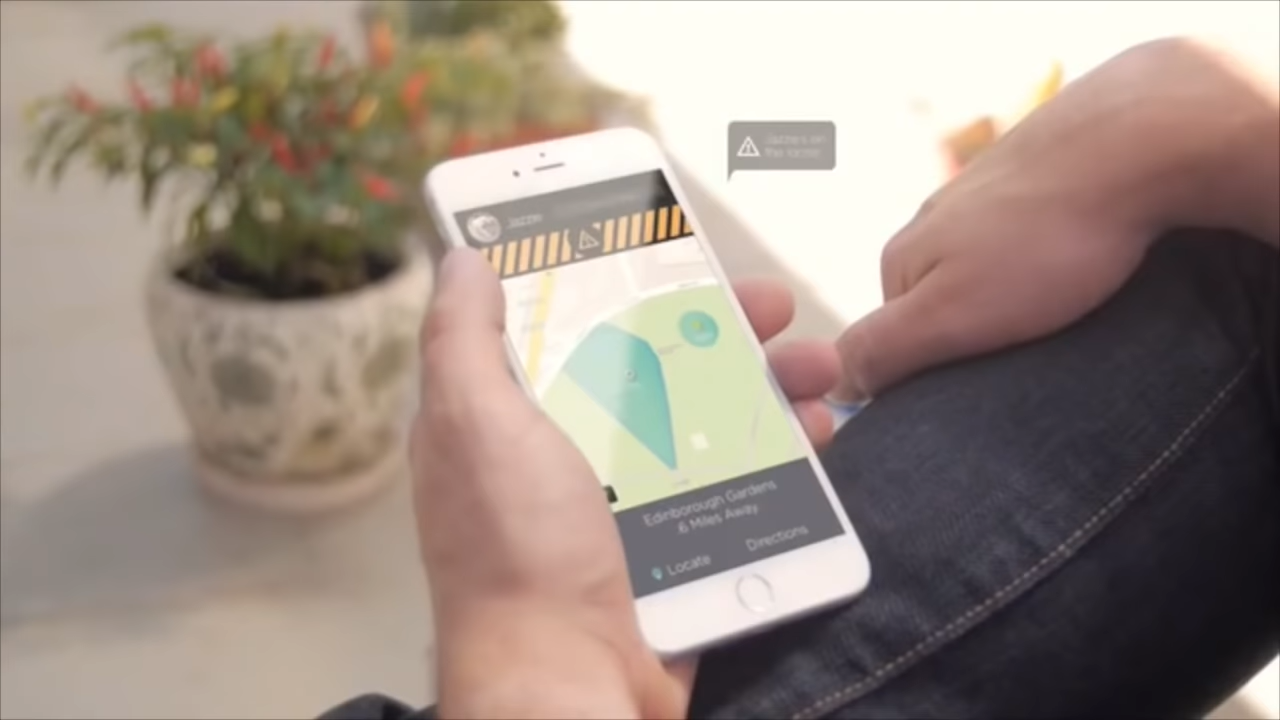 Jazzie
Jazzie's on
the loose!
Edinborough Gardens
.6 Miles Away
Locate
Directions